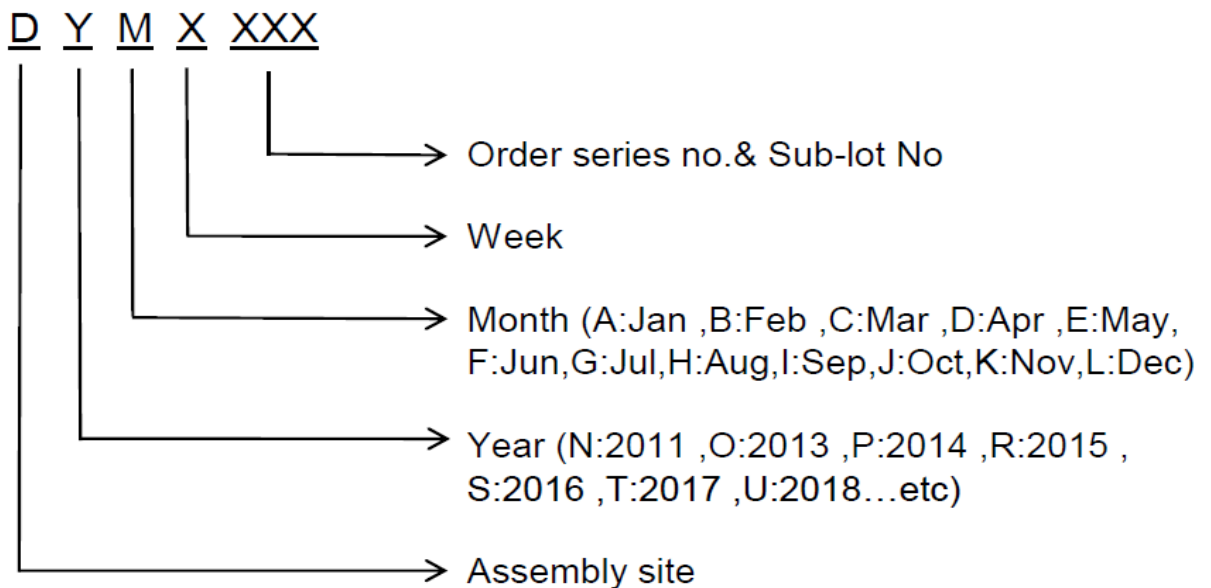 D Y M X XXX
Order series no.& Sub-lot No
Week
Month (A:Jan ,B:Feb ,C:Mar ,D:Apr ,E:May,
F:Jun,G:Jul,H:Aug,I:Sep,J:Oct,K:Nov,L:Dec)
Year (N:2011 ,O:2013 ,P:2014 ,R:2015 ,
S:2016 ,T:2017 ,U:2018...etc)
Assembly site